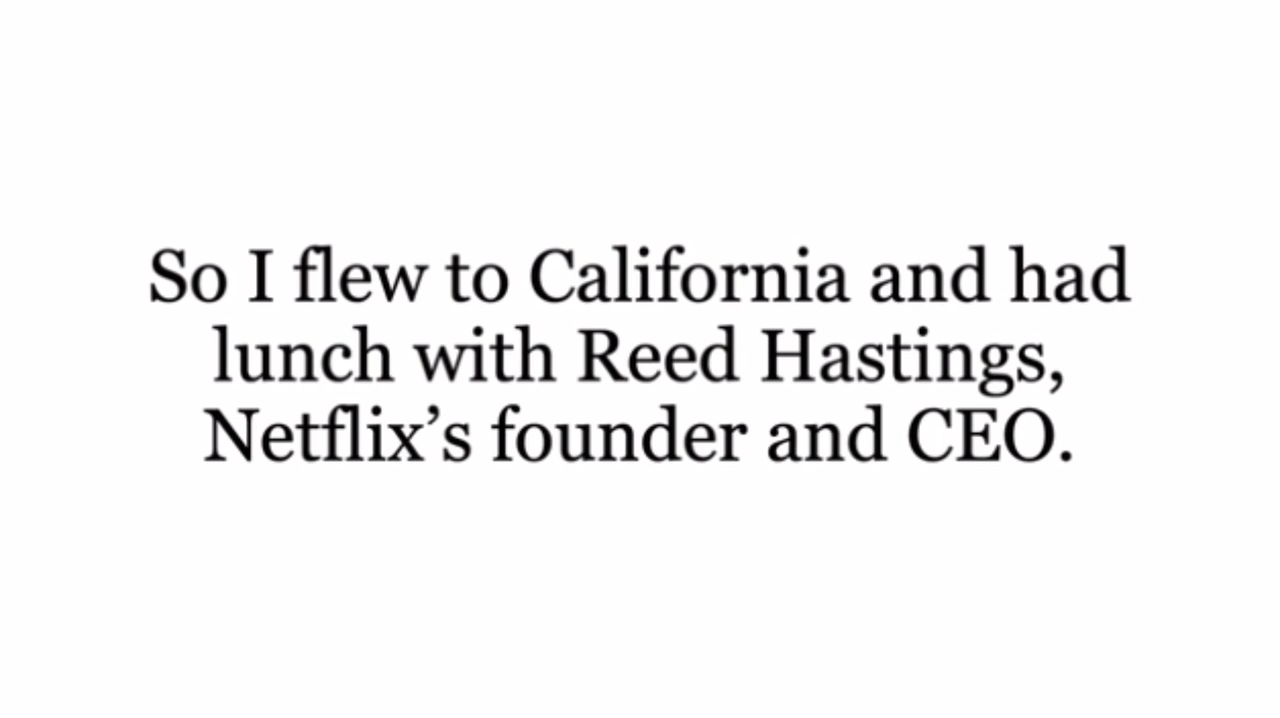 So I flew to California and had
lunch with Reed Hastings,
Netflix’s founder and CEO.